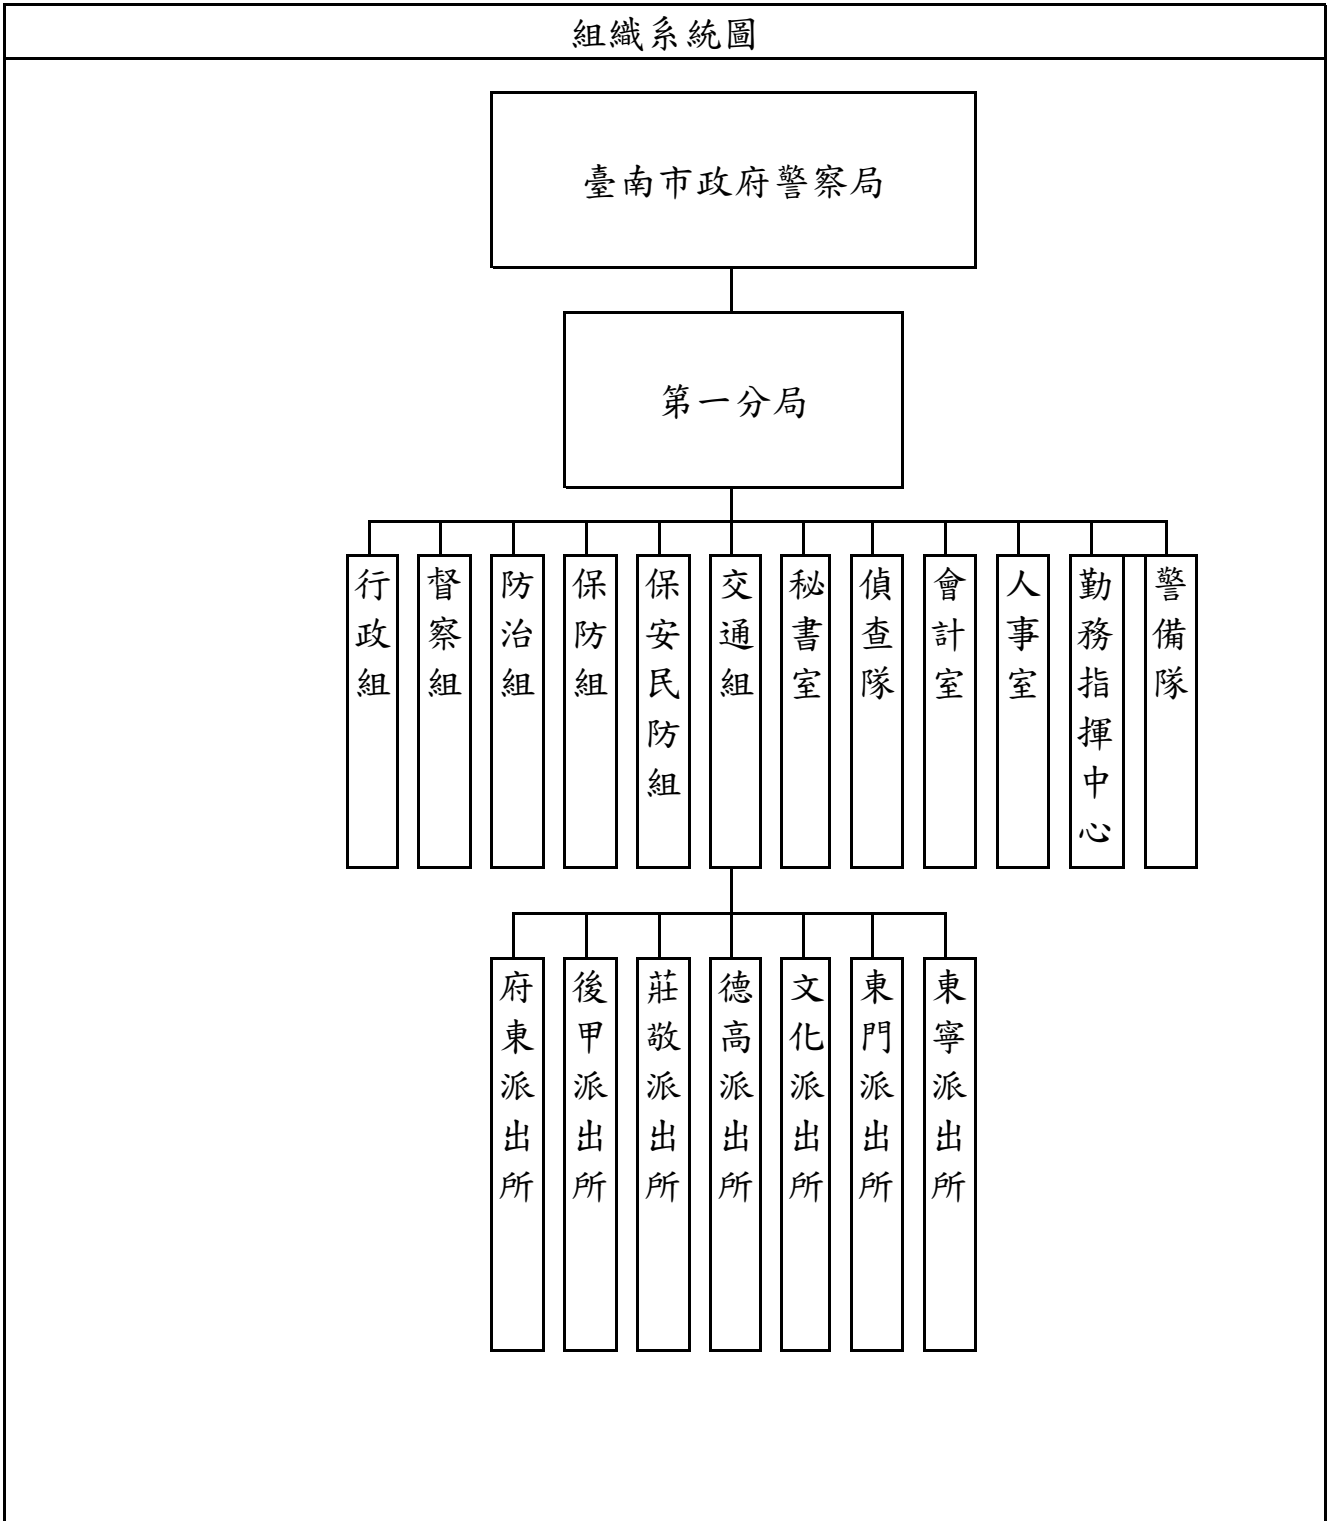 組織系統圖
臺南市政府警察局
第一分局
行政組
督察組
防治組
保防組
保安民防組
交通組
秘書室
偵查隊
會計室
人事室
勤務指揮中心
警備隊
府東派出所
後甲派出所
莊敬派出所
德高派出所
文化派出所
東門派出所
東寧派出所